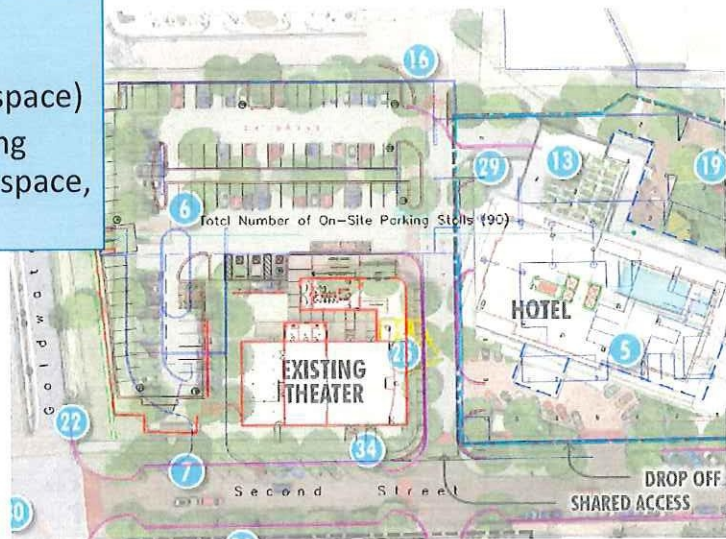 space)
ng
space,
16
29
13
19
6
Total Number of On-Site Parking Stalls (90)
HOTEL
5
25
EXISTING
THEATER
22
34
7
Second Street
DROP OFF
SHARED ACCESS